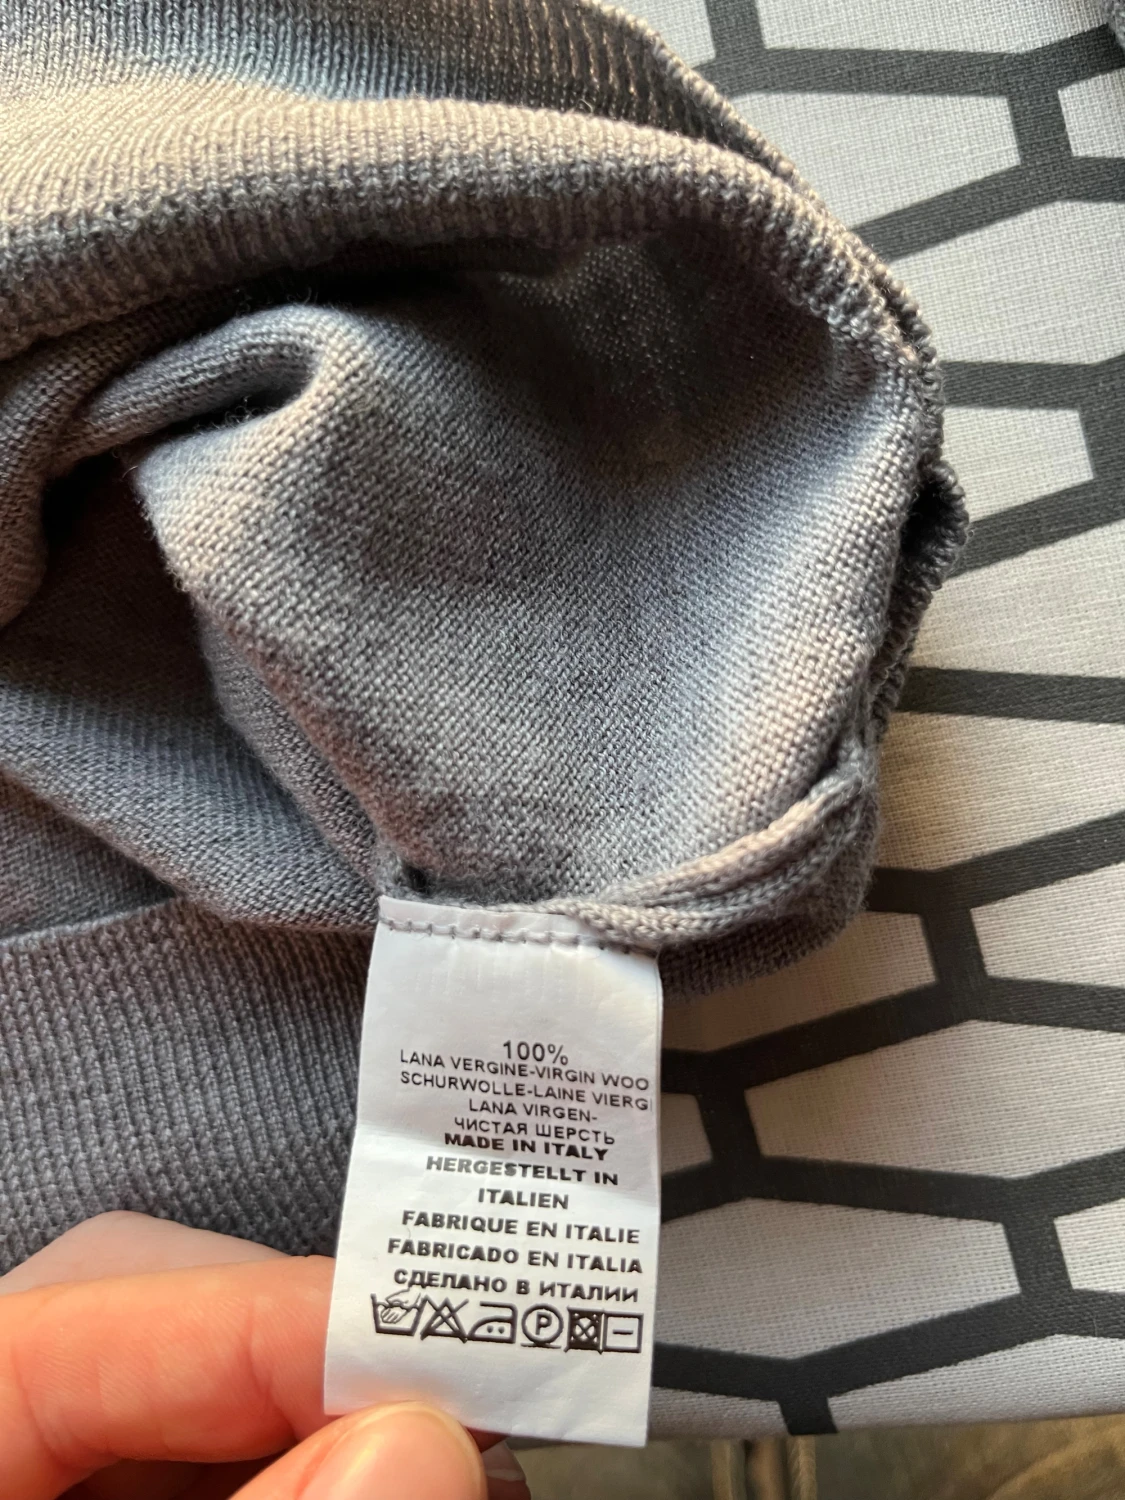 100%
LANA VERGINE-VIRGIN WOO
SCHURWOLLE-LAINE VIERG
LANA VIRGEN-
ЧИСТАЯ ШЕРСТЬ
MADE IN ITALY
HERGESTELLT IN
ITALIEN
FABRIQUE EN ITALIE
FABRICADO EN ITALIA
СДЕЛАНО В ИТАЛИИ
P